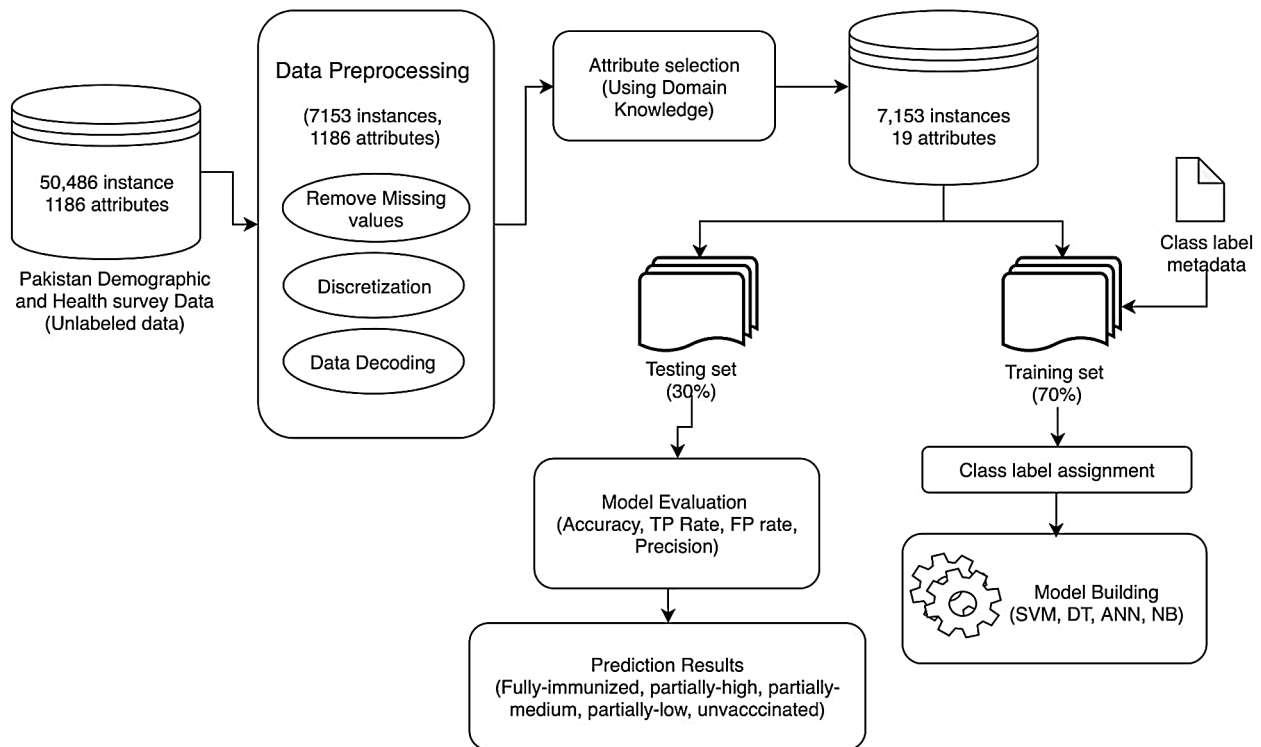 50,486 instance
1186 attributes
Pakistan Demographic
and Health survey Data
(Unlabeled data)
Data Preprocessing
(7153 instances,
1186 attributes)
Remove Missing
values
Discretization
Data Decoding
Attribute selection
(Using Domain
Knowledge)
7,153 instances
19 attributes
Class label
metadata
Testing set
(30%)
Training set
(70%)
Class label assignment
Model Building
(SVM, DT, ANN, NB)
Model Evaluation
(Accuracy, TP Rate, FP rate,
Precision)
Prediction Results
(Fully-immunized, partially-high, partially-
medium, partially-low, unvacccinated)